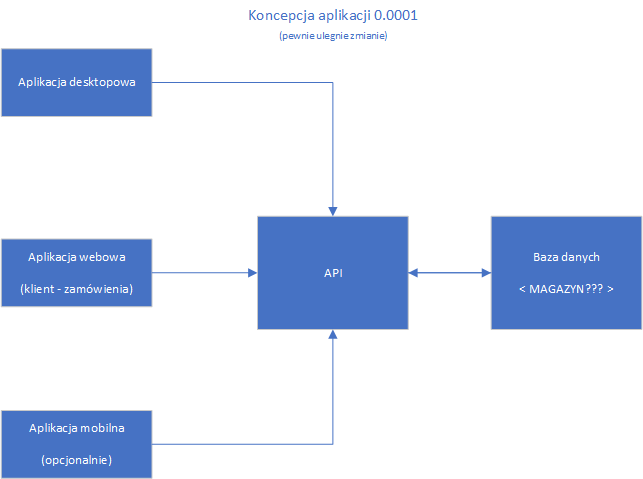 Koncepcja aplikacji 0.0001
(pewnie ulegnie zmianie)
Aplikacja desktopowa
Aplikacja webowa
(klient - zamówienia)
API
Baza danych
< MAGAZYN??? >
Aplikacja mobilna
(opcjonalnie)